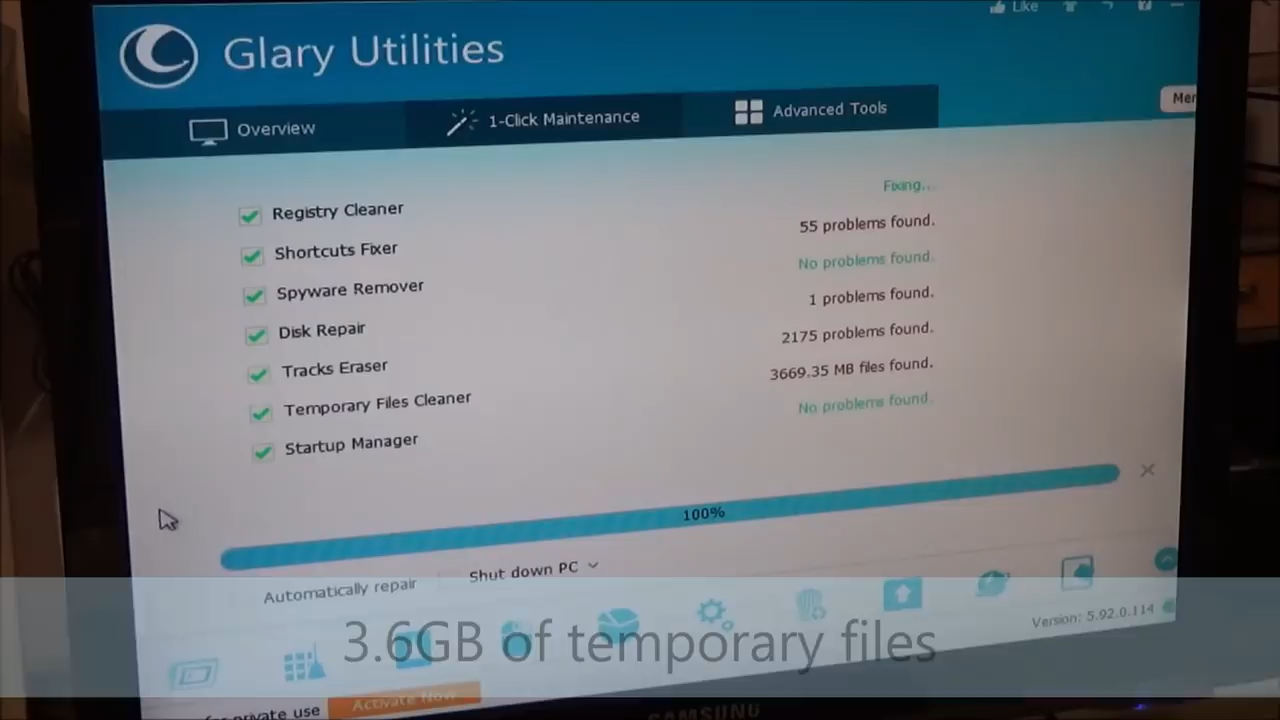 Like
Glary Utilities
Overview
1-Click Maintenance
Advanced Tools
Registry Cleaner
Fixing...
Shortcuts Fixer
55 problems found.
Spyware Remover
No problems found.
Disk Repair
1 problems found.
Tracks Eraser
2175 problems found.
Temporary Files Cleaner
3669.35 MB files found.
Startup Manager
No problems found.
100%
Automatically repair
Shut down PC
Version: 5.92.0.114
3.6GB of temporary files
private use
Activate Now
SAMSUNG